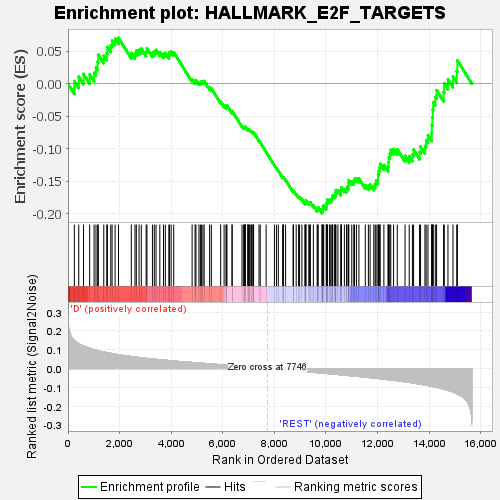 Enrichment plot: HALLMARK_E2F_TARGETS
Enrichment score (ES)
0.05
0.00
-0.05
-0.10
-0.15
-0.20
'D' (positively correlated)
Ranked list metric (Signal2Noise)
0.3
0.2
0.1
0.0
-0.1
-0.2
-0.3
Zero cross at 7746
'REST' (negatively correlated)
0
2,000
4,000
6,000
8,000
10,000
12,000
14,000
16,000
Rank in Ordered Dataset
Enrichment profile
Hits
Ranking metric scores